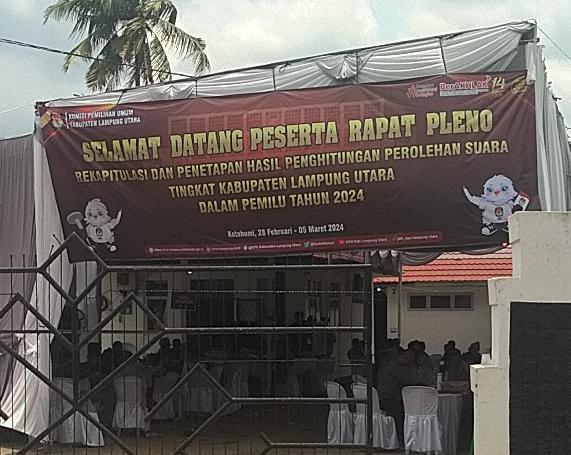 KOMISI PEMILIHAN UMUM
KABUPATEN LAMPUNG UTARA
BerAKHLAK
14
SELAMAT DATANG PESERTA RAPAT PLENO
REKAPITULASI DAN PENETAPAN HASIL PENGHITUNGAN PEROLEHAN SUARA
TINGKAT KABUPATEN LAMPUNG UTARA
DALAM PEMILU TAHUN 2024
Kotabumi, 28 Februari - 05 Maret 2024